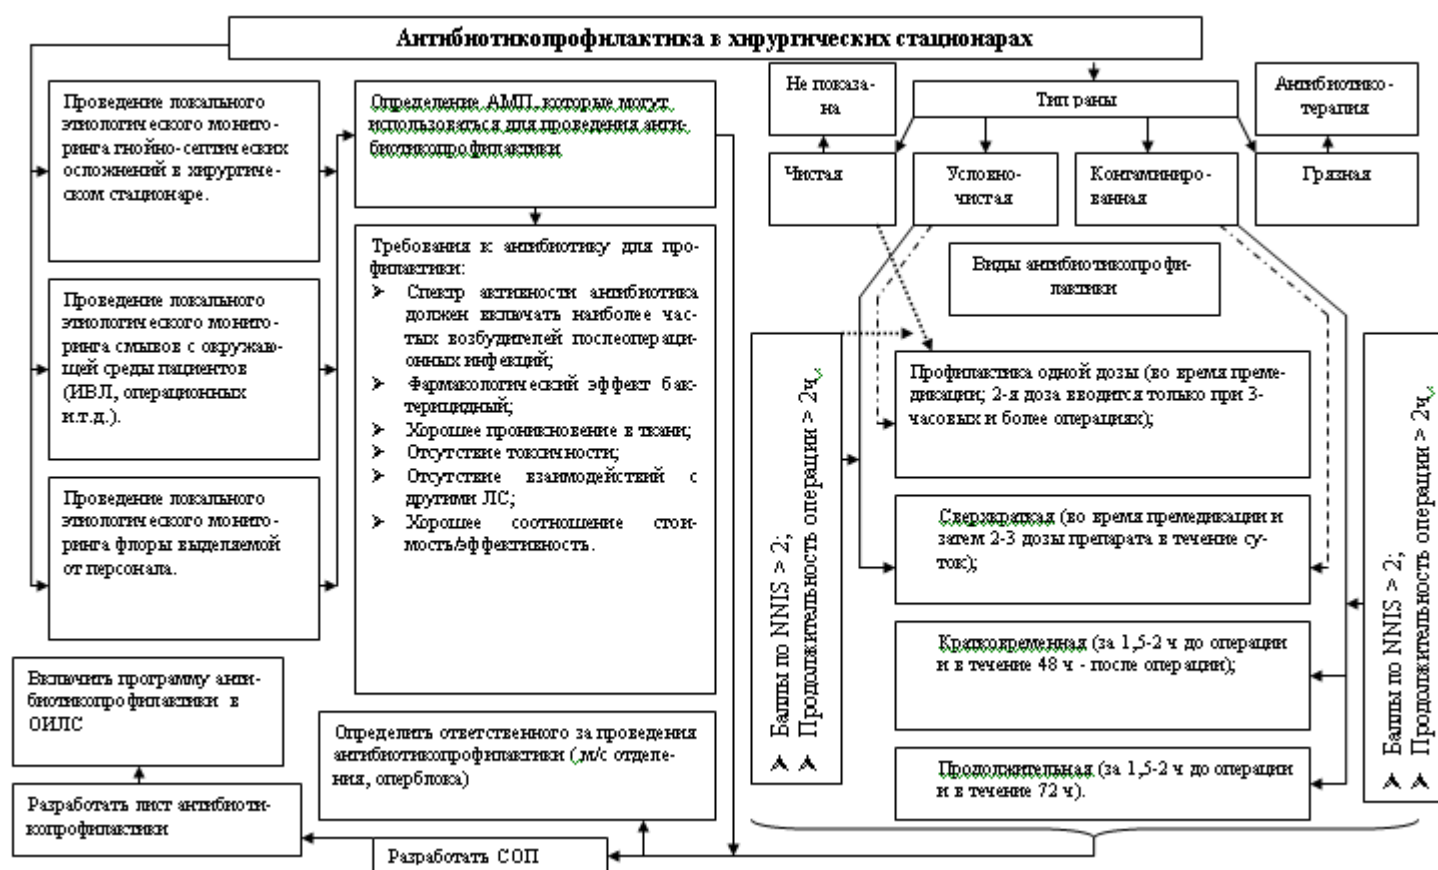 Антибиотикопрофилактика в хирургических стационарах
Проведение локального
этиологического монито-
ринга гнойно-септических
осложнений в хирургиче-
ском стационаре.
Проведение локального
этиологического монито-
ринга смывов с окружаю-
щей среды пациентов
(ИВЛ, операционных
и.т.д.).
Проведение локального
этиологического монито-
ринга флоры выделяемой
от персонала.
Включить программу анти-
биотикопрофилактики в
ОИЛС
Разработать лист антибиоти-
копрофилактики
Определение АМП, которые могут
использоваться для проведения анти-
биотикопрофилактики
Требования к антибиотику для про-
филактики:
➢ Спектр активности антибиотика
должен включать наиболее час-
тых возбудителей послеопераци-
онных инфекций;
➢ Фармакологический эффект бак-
терицидный;
➢ Хорошее проникновение в ткани;
➢ Отсутствие токсичности;
➢ Отсутствие взаимодействий с
другими ЛС;
➢ Хорошее соотношение стои-
мость/эффективность.
Определить ответственного за проведения
антибиотикопрофилактики (,м/с отделе-
ния, оперблока)
Разработать СОП
Не показа-
на
Тип раны
Антибиотико-
терапия
Чистая
Условно-
чистая
Контаминиро-
ванная
Грязная
Виды антибиотикопрофи-
лактики
➢ Баллы по NNIS > 2;
➢ Продолжительность операции > 2ч.
Профилактика одной дозы (во время преме-
дикации; 2-я доза вводится только при 3-
часовых и более операциях);
Сверхкраткая (во время премедикации и
затем 2-3 дозы препарата в течение су-
ток);
Кратковременная (за 1,5-2 ч до операции
и в течение 48 ч - после операции);
Продолжительная (за 1,5-2 ч до операции
и в течение 72 ч).
➢ Баллы по NNIS > 2;
➢ Продолжительность операции > 2ч.